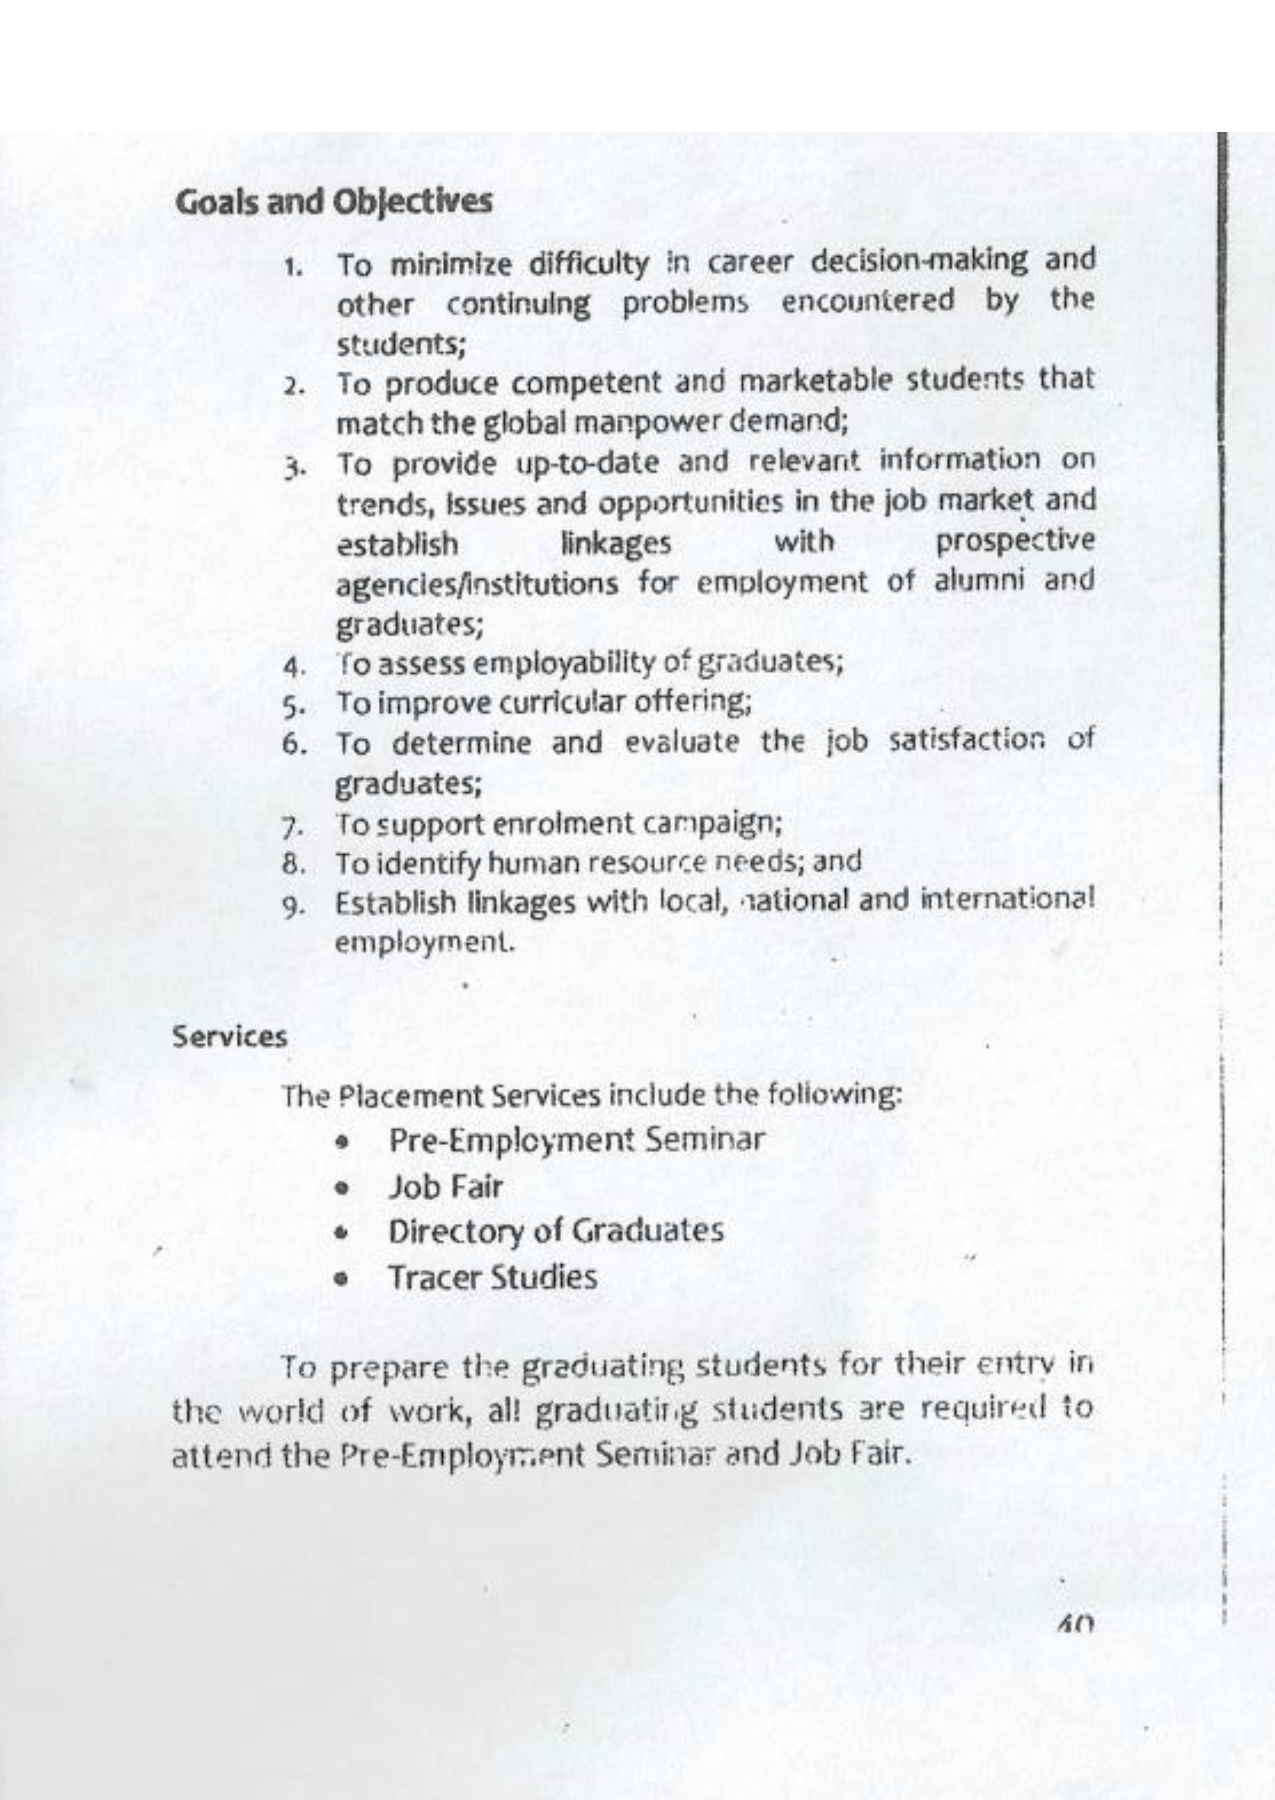 Goals and Objectives
1. To minimize difficulty in career decision-making and
other continuing problems encountered by the
students;
2. To produce competent and marketable students that
match the global manpower demand;
3. To provide up-to-date and relevant information on
trends, issues and opportunities in the job market and
establish linkages with prospective
agencies/institutions for employment of alumni and
graduates;
4. To assess employability of graduates;
5. To improve curricular offering;
6. To determine and evaluate the job satisfaction of
graduates;
7. To support enrolment campaign;
8. To identify human resource needs; and
9. Establish linkages with local, national and international
employment.
Services
The Placement Services include the following:
• Pre-Employment Seminar
• Job Fair
• Directory of Graduates
• Tracer Studies
To prepare the graduating students for their entry in
the world of work, all graduating students are required to
attend the Pre-Employment Seminar and Job Fair.
40